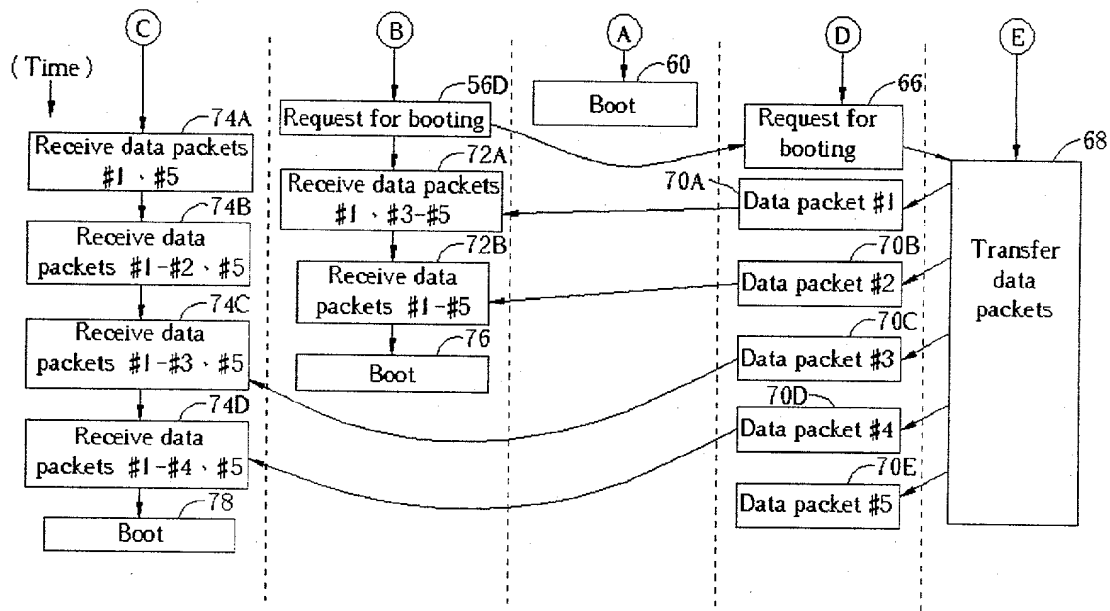 C
B
A
D
E
(Time)
60
Boot
56D
Request for booting
66
Request for
booting
68
Transfer
data
packets
74A
Receive data packets
#1、#5
72A
Receive data packets
#1、#3-#5
70A
Data packet #1
74B
Receive data
packets #1-#2、#5
72B
Receive data
packets #1-#5
70B
Data packet #2
74C
Receive data
packets #1-#3、#5
76
Boot
70C
Data packet #3
74D
Receive data
packets #1-#4、#5
70D
Data packet #4
78
Boot
70E
Data packet #5